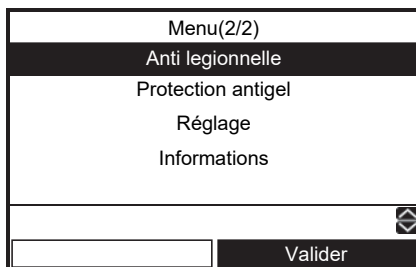 Menu(2/2)
Anti legionnelle
Protection antigel
Réglage
Informations
Valider